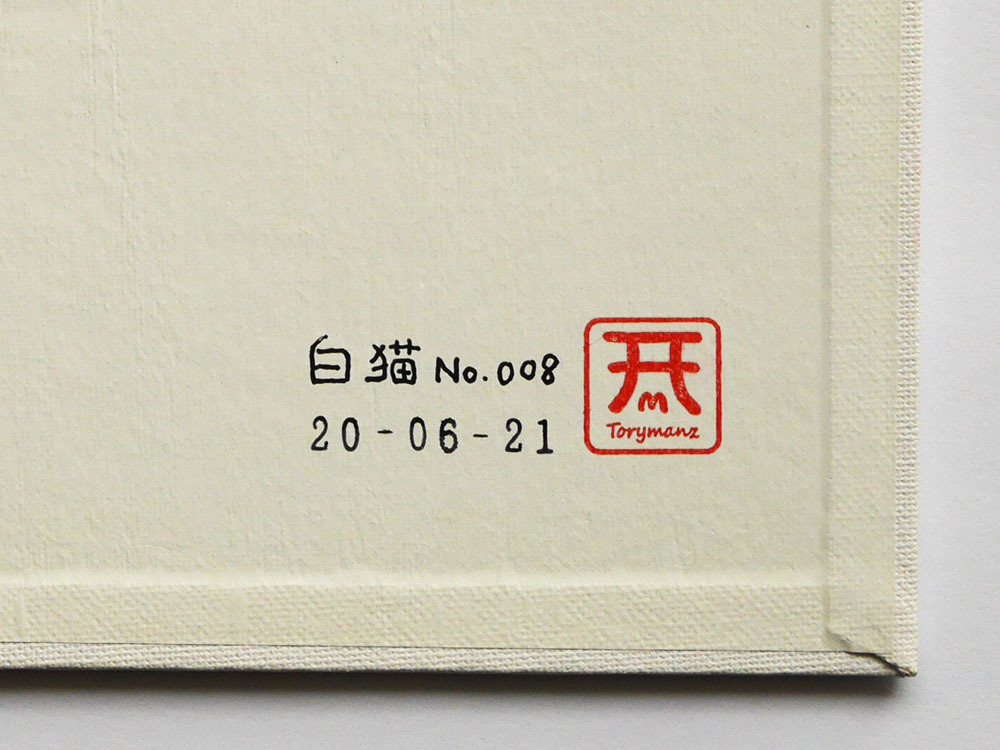 白猫 No.008
20-06-21
M
Torymanz